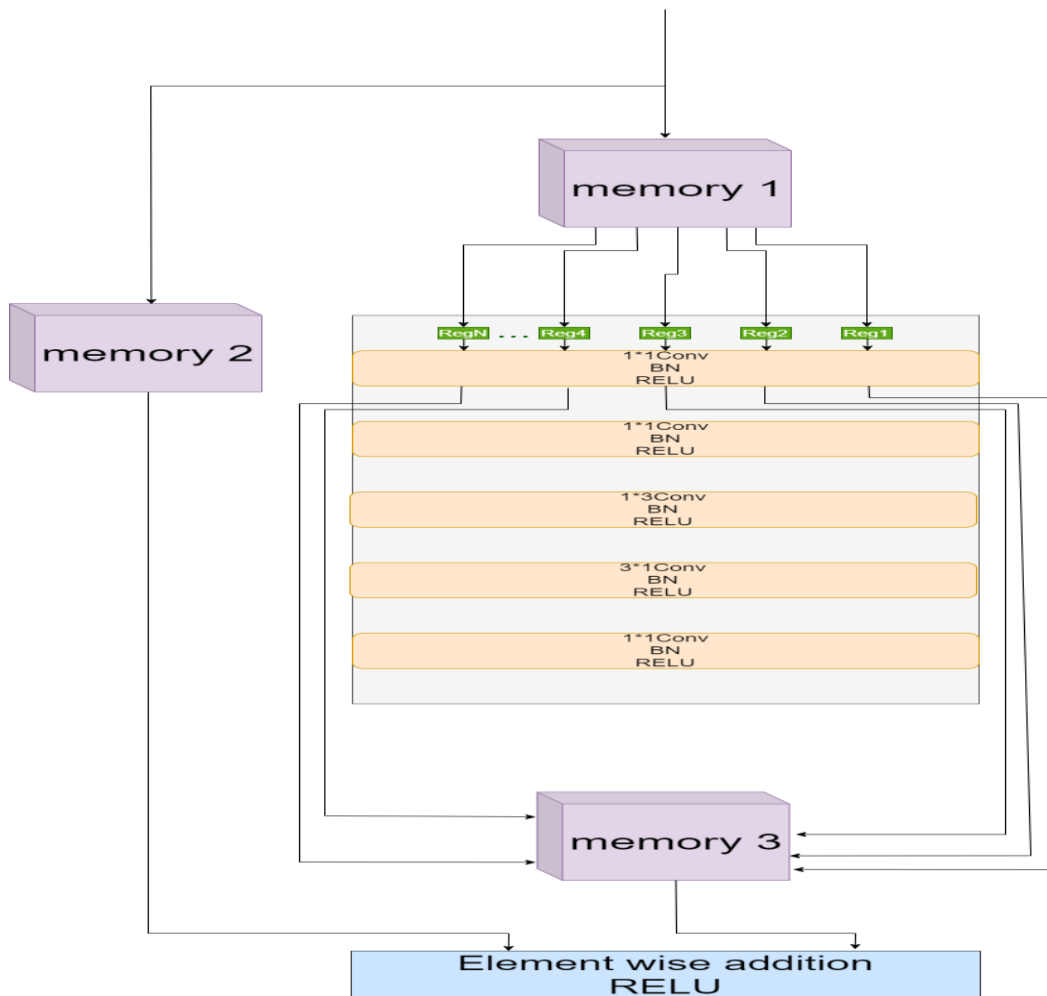 memory 1
memory 2
RegN ... Reg4 Reg3 Reg2 Reg1
1*1Conv
BN
RELU
1*1Conv
BN
RELU
1*3Conv
BN
RELU
3*1Conv
BN
RELU
1*1Conv
BN
RELU
memory 3
Element wise addition
RELU